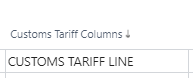 Customs Tariff Columns ↓
CUSTOMS TARIFF LINE